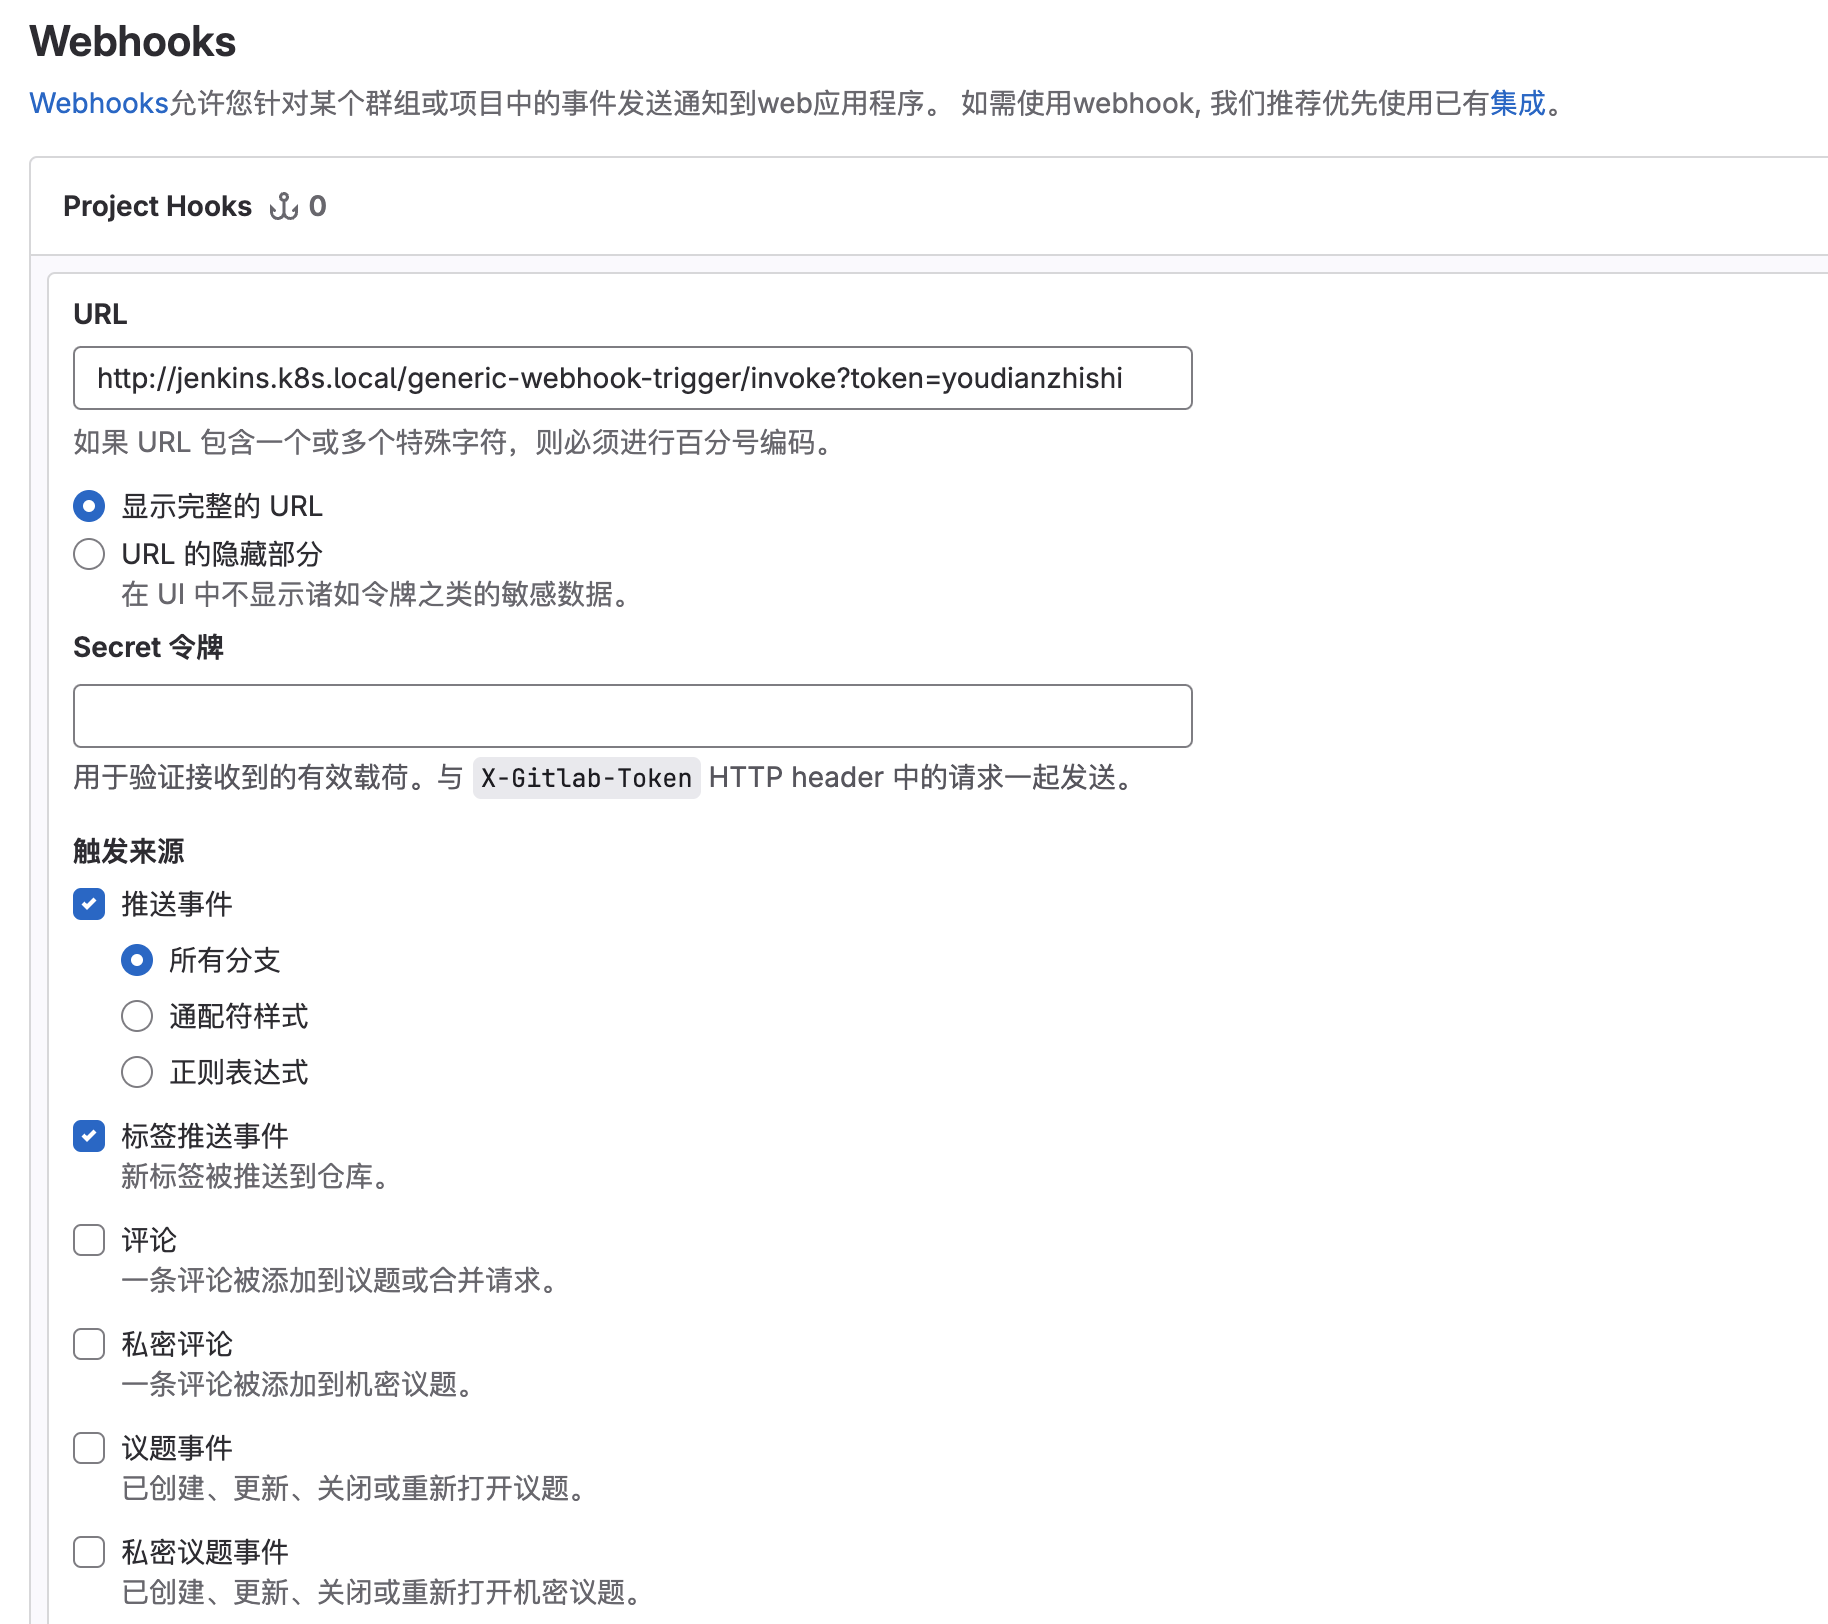 Webhooks
Webhooks允许您针对某个群组或项目中的事件发送通知到web应用程序。 如需使用webhook, 我们推荐优先使用已有集成。
Project Hooks 0
URL
http://jenkins.k8s.local/generic-webhook-trigger/invoke?token=youdianzhishi
如果 URL 包含一个或多个特殊字符，则必须进行百分号编码。
显示完整的 URL
URL 的隐藏部分
在 UI 中不显示诸如令牌之类的敏感数据。
Secret 令牌
用于验证接收到的有效载荷。与 X-Gitlab-Token HTTP header 中的请求一起发送。
触发来源
推送事件
所有分支
通配符样式
正则表达式
标签推送事件
新标签被推送到仓库。
评论
一条评论被添加到议题或合并请求。
私密评论
一条评论被添加到机密议题。
议题事件
已创建、更新、关闭或重新打开议题。
私密议题事件
已创建、更新、关闭或重新打开机密议题。